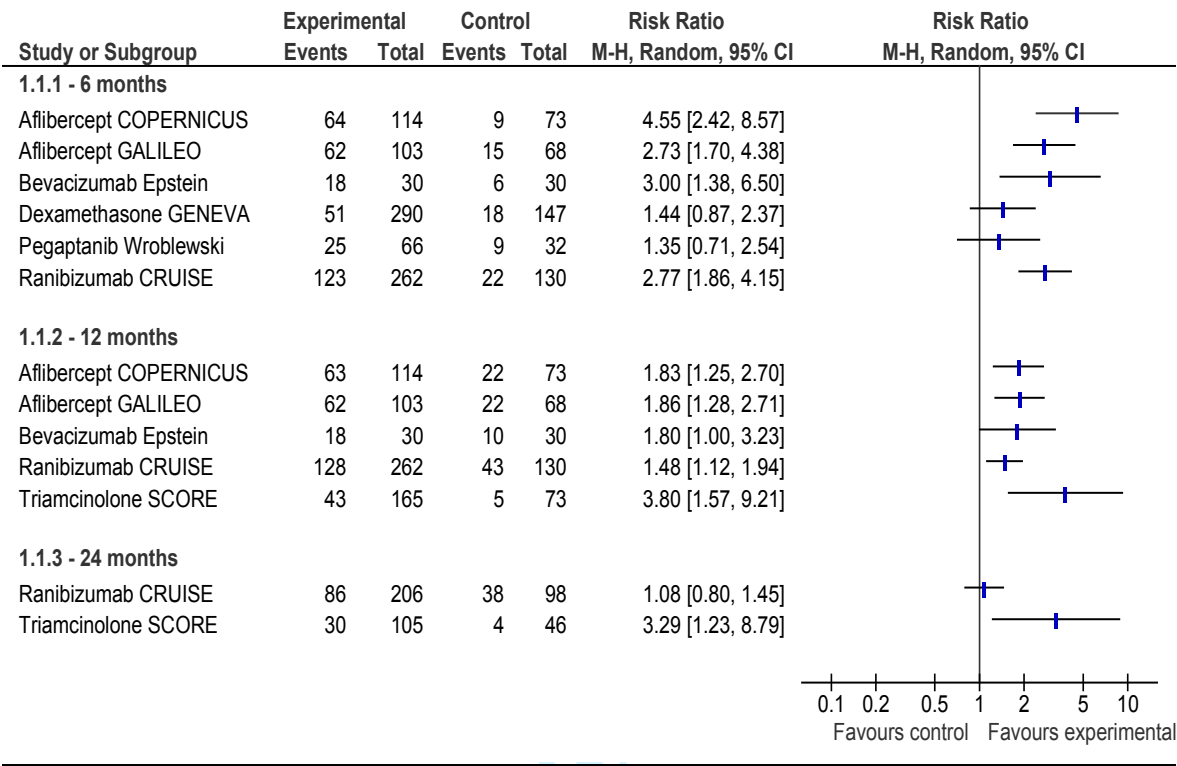 Experimental Control Risk Ratio Risk Ratio
Study or Subgroup Events Total Events Total M-H, Random, 95% CI M-H, Random, 95% CI
1.1.1 - 6 months
Aflibercept COPERNICUS 64 114 9 73 4.55 [2.42, 8.57]
Aflibercept GALILEO 62 103 15 68 2.73 [1.70, 4.38]
Bevacizumab Epstein 18 30 6 30 3.00 [1.38, 6.50]
Dexamethasone GENEVA 51 290 18 147 1.44 [0.87, 2.37]
Pegaptanib Wroblewski 25 66 9 32 1.35 [0.71, 2.54]
Ranibizumab CRUISE 123 262 22 130 2.77 [1.86, 4.15]
1.1.2 - 12 months
Aflibercept COPERNICUS 63 114 22 73 1.83 [1.25, 2.70]
Aflibercept GALILEO 62 103 22 68 1.86 [1.28, 2.71]
Bevacizumab Epstein 18 30 10 30 1.80 [1.00, 3.23]
Ranibizumab CRUISE 128 262 43 130 1.48 [1.12, 1.94]
Triamcinolone SCORE 43 165 5 73 3.80 [1.57, 9.21]
1.1.3 - 24 months
Ranibizumab CRUISE 86 206 38 98 1.08 [0.80, 1.45]
Triamcinolone SCORE 30 105 4 46 3.29 [1.23, 8.79]
0.1 0.2 0.5 1 2 5 10
Favours control Favours experimental